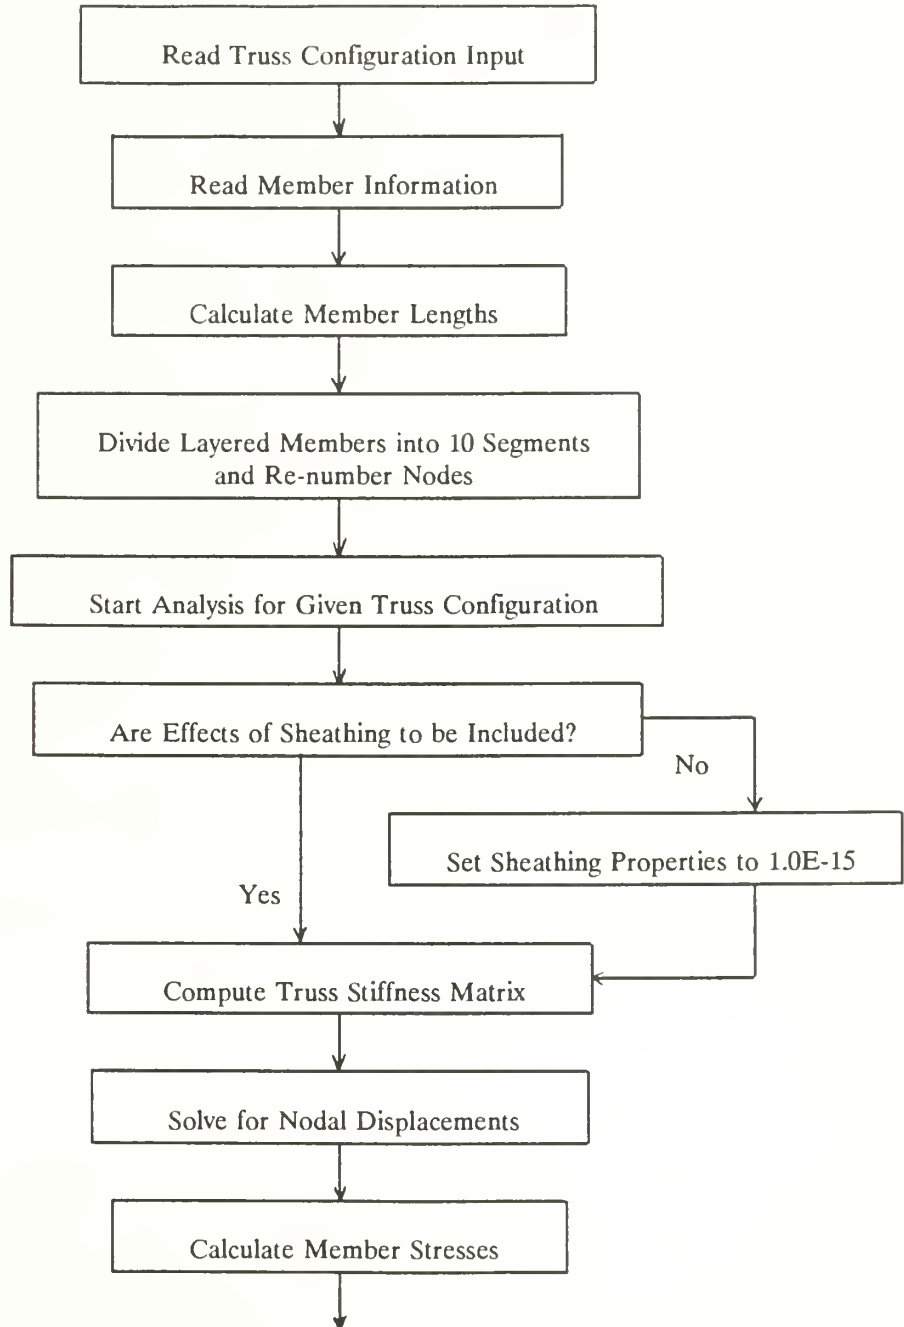 Read Truss Configuration Input
Read Member Information
Calculate Member Lengths
Divide Layered Members into 10 Segments
and Re-number Nodes
Start Analysis for Given Truss Configuration
Are Effects of Sheathing to be Included?
No
Set Sheathing Properties to 1.0E-15
Yes
Compute Truss Stiffness Matrix
Solve for Nodal Displacements
Calculate Member Stresses